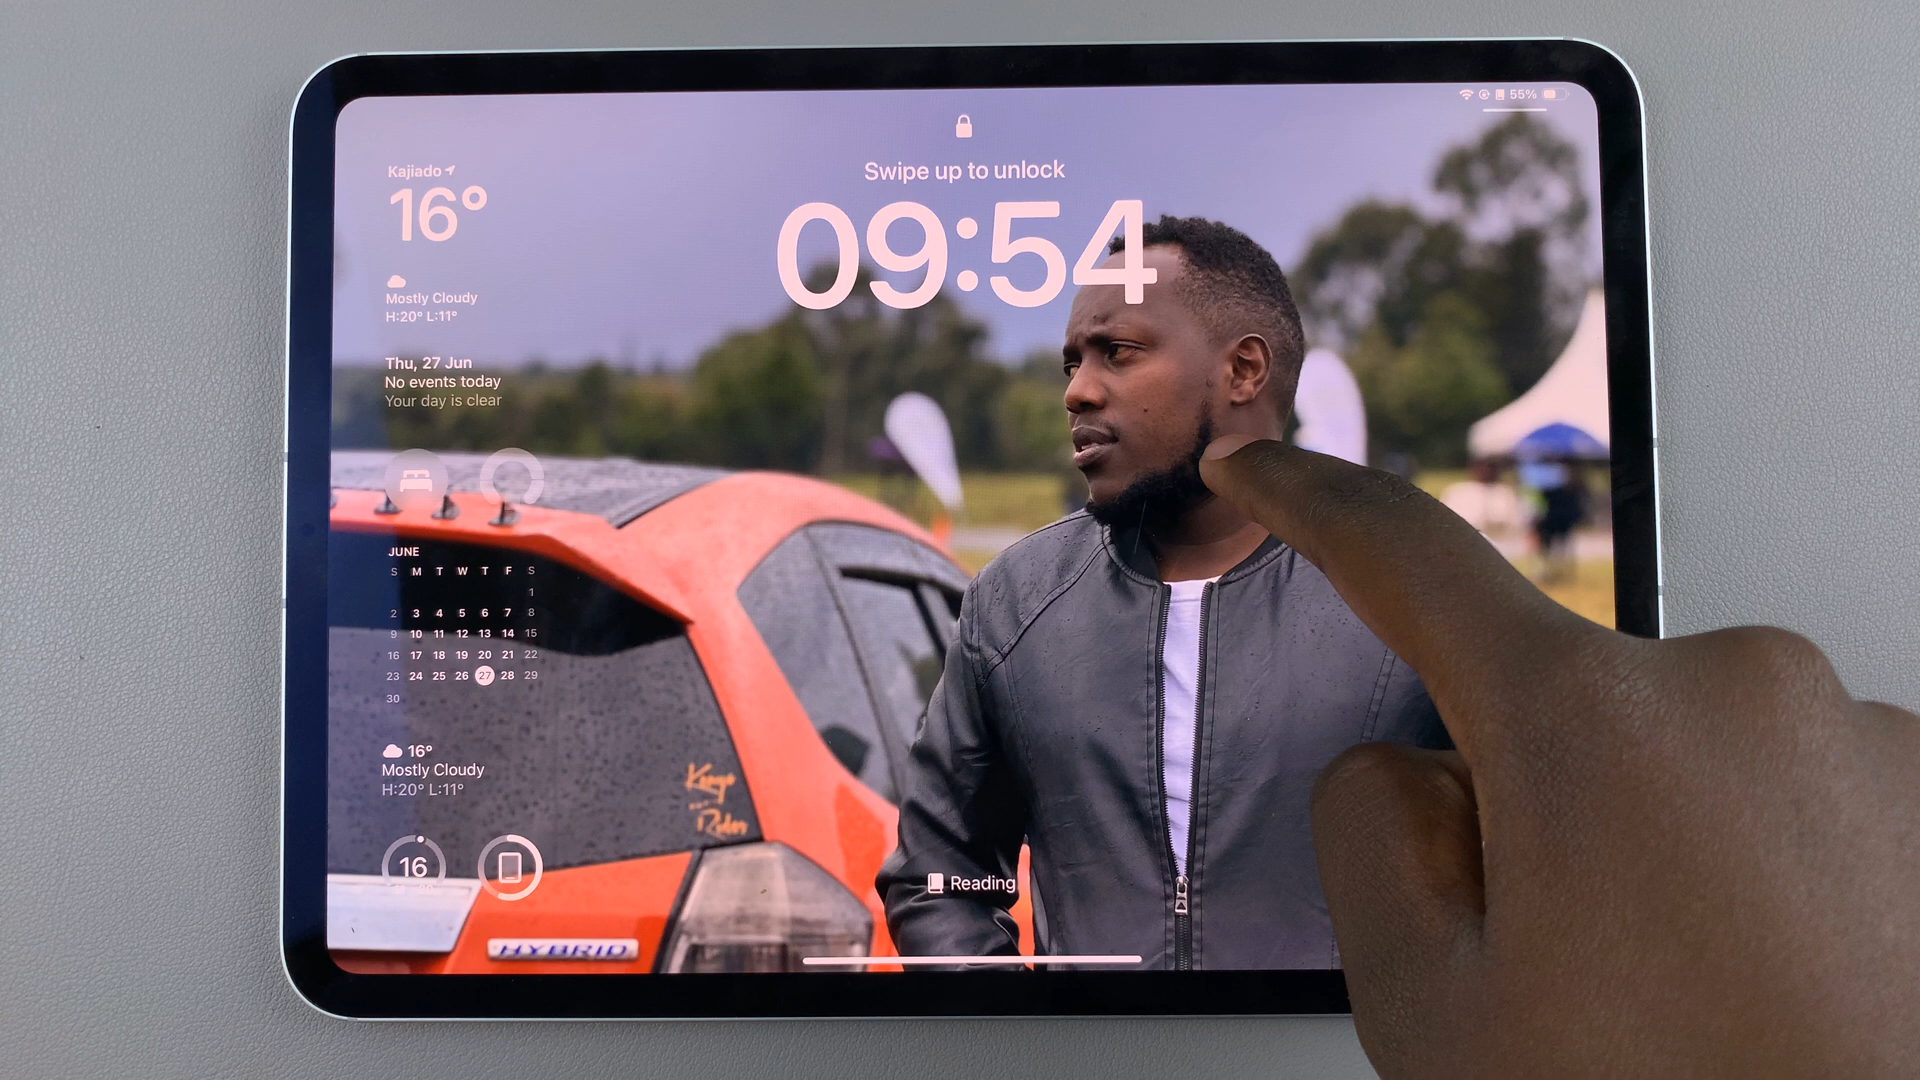 55%
Swipe up to unlock
09:54
Kajiado
16°
Mostly Cloudy
H:20° L:11°
Thu, 27 Jun
No events today
Your day is clear
JUNE
S M T W T F S
1
2 3 4 5 6 7 8
9 10 11 12 13 14 15
16 17 18 19 20 21 22
23 24 25 26 27 28 29
30
16°
Mostly Cloudy
H:20° L:11°
16
Kenya
Rides
Reading
HYBRID